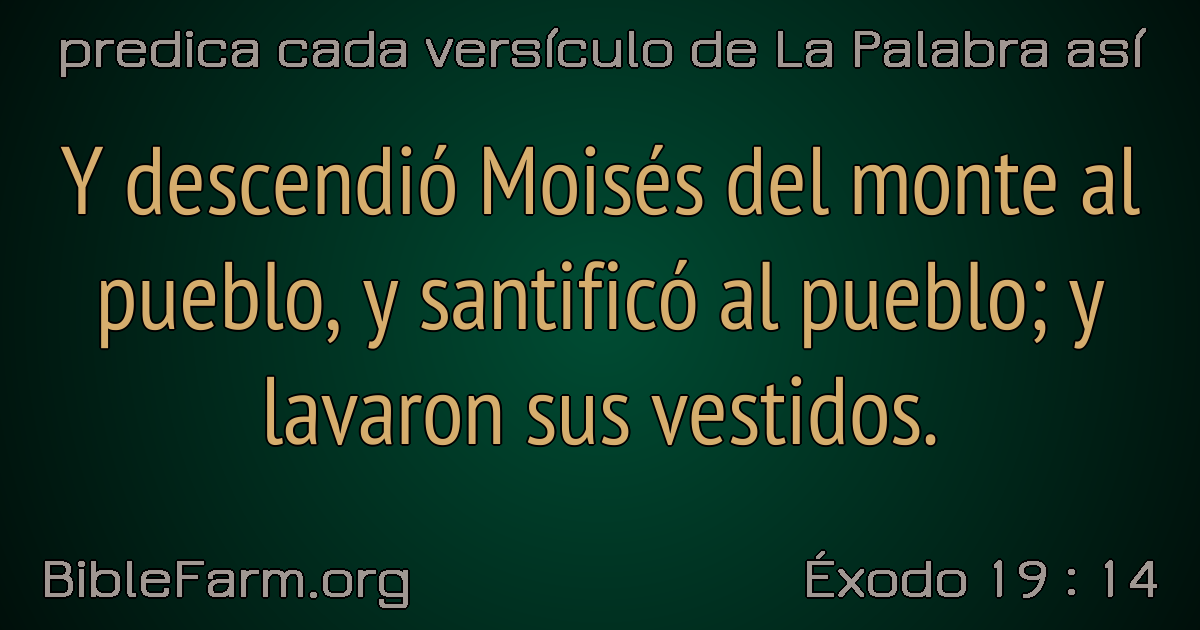 predica cada versículo de La Palabra así
Y descendió Moisés del monte al
pueblo, y santificó al pueblo; y
lavaron sus vestidos.
BibleFarm.org
Éxodo 19 : 14